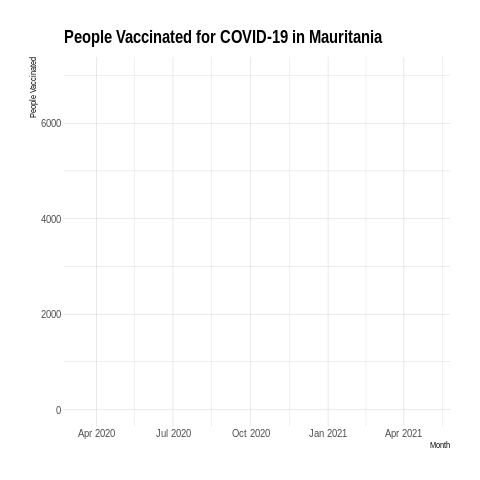 People Vaccinated for COVID-19 in Mauritania
People Vaccinated
6000
4000
2000
0
Apr 2020 Jul 2020 Oct 2020 Jan 2021 Apr 2021
Month